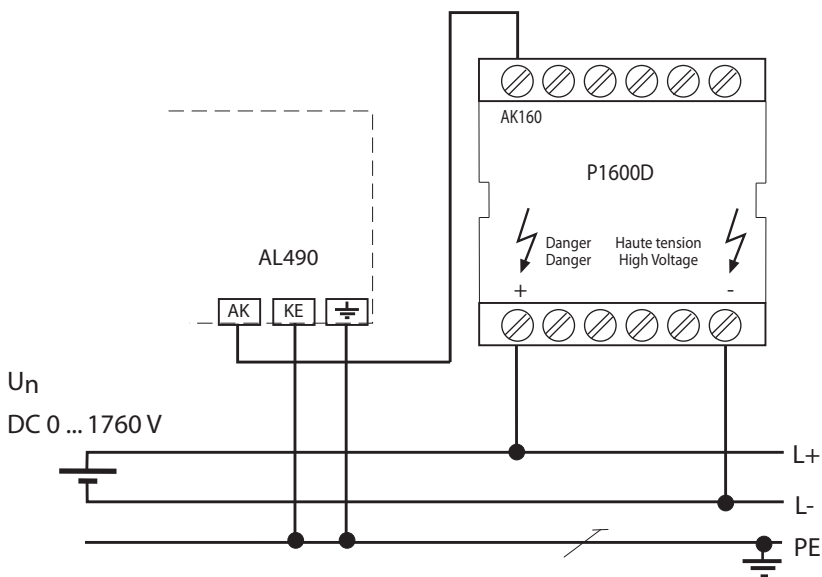 AK160
P1600D
Danger Haute tension
Danger High Voltage
+ -
AL490
AK KE
Un
DC 0 ... 1760 V
L+
L-
PE